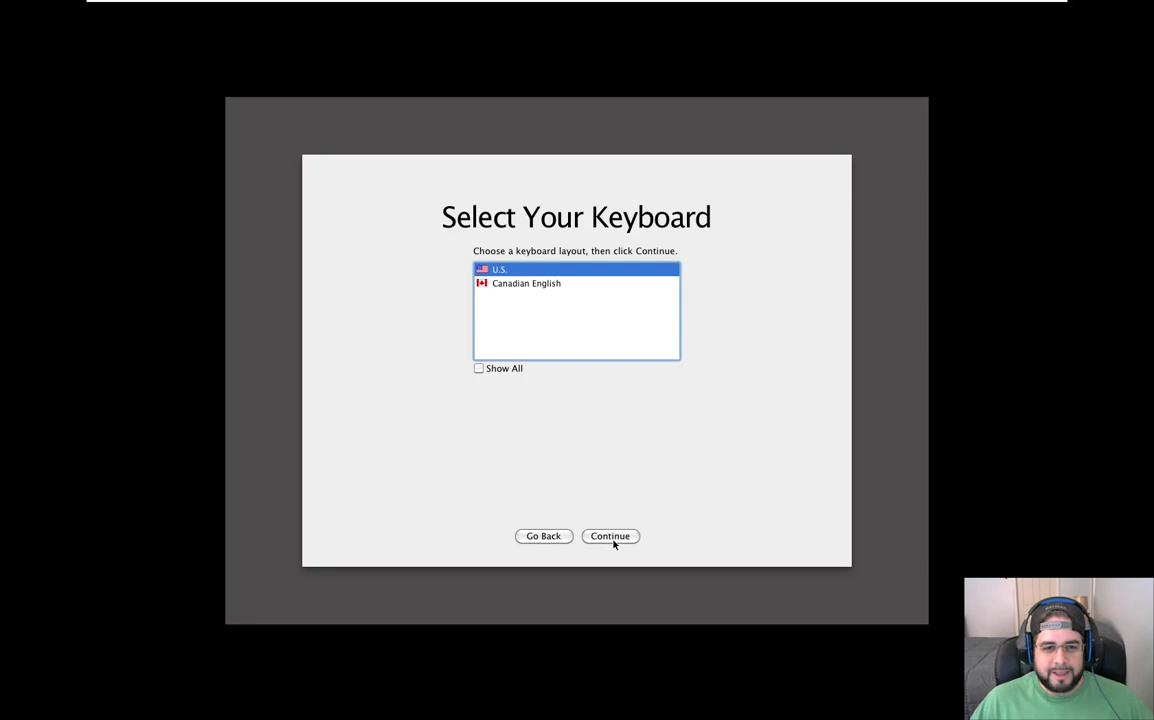 Select Your Keyboard
Choose a keyboard layout, then click Continue.
U.S.
Canadian English
Show All
Go Back Continue